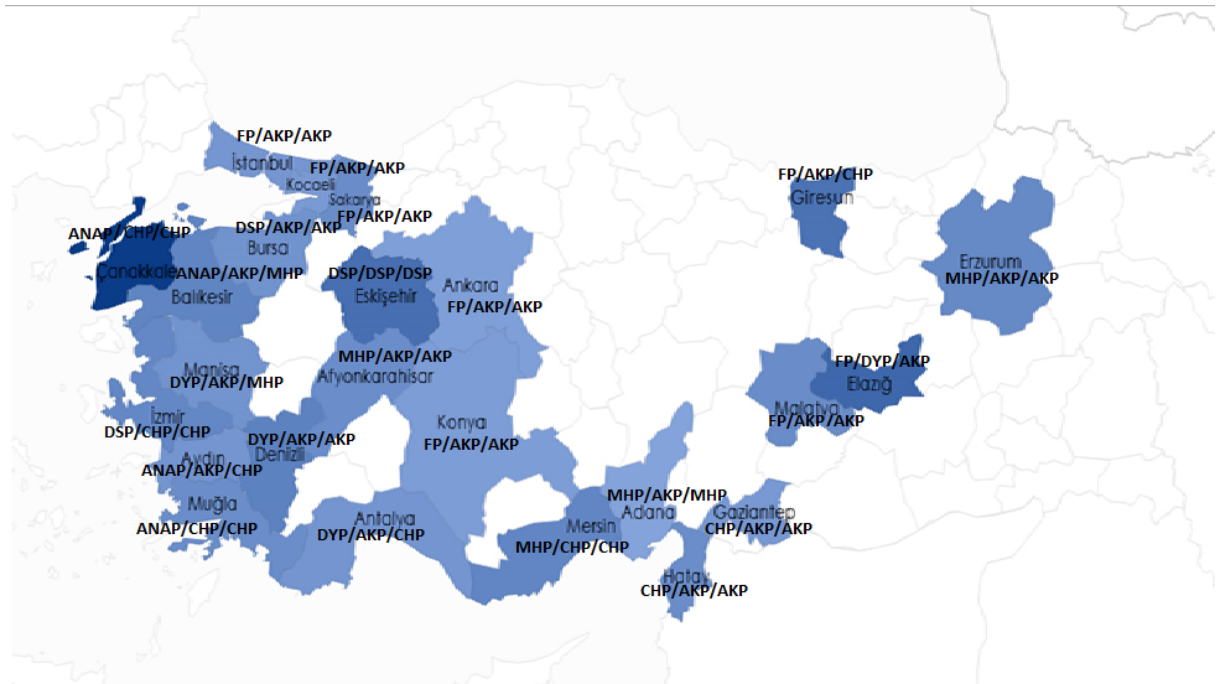 FP/AKP/AKP
İstanbul
FP/AKP/AKP
Kocaeli
Sakarya
FP/AKP/AKP
FP/AKP/CHP
Giresun
ANAP/CHP/CHP
Çanakkale
DSP/AKP/AKP
Bursa
ANAP/AKP/MHP
Balıkesir
DSP/DSP/DSP
Eskişehir
Ankara
FP/AKP/AKP
Erzurum
MHP/AKP/AKP
MHP/AKP/AKP
Afyonkarahisar
Manisa
DYP/AKP/MHP
FP/DYP/AKP
Elazığ
Malatya
FP/AKP/AKP
İzmir
DSP/CHP/CHP
DYP/AKP/AKP
Denizli
Konya
FP/AKP/AKP
Aydın
ANAP/AKP/CHP
Muğla
ANAP/CHP/CHP
Antalya
DYP/AKP/CHP
Mersin
MHP/CHP/CHP
MHP/AKP/MHP
Adana
Gaziantep
CHP/AKP/AKP
Hatay
CHP/AKP/AKP